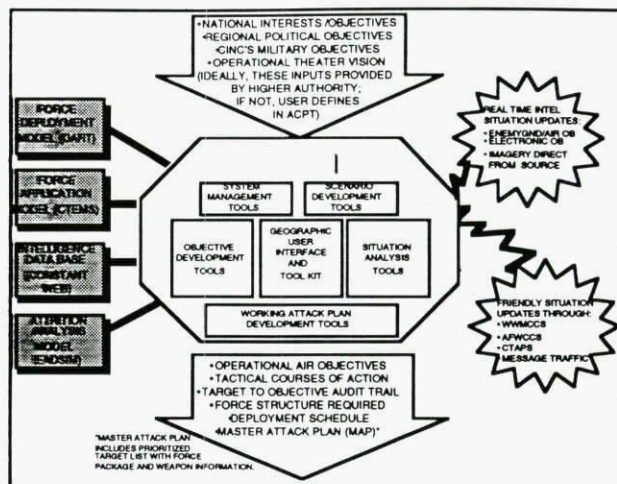 •NATIONAL INTERESTS /OBJECTIVES
•REGIONAL POLITICAL OBJECTIVES
•CINC'S MILITARY OBJECTIVES
•OPERATIONAL THEATER VISION
(IDEALLY, THESE INPUTS PROVIDED
BY HIGHER AUTHORITY;
IF NOT, USER DEFINES
IN ACPT)
FORCE
DEPLOYMENT
MODEL (DART)
FORCE
APPLICATION
MODEL (CTEMS)
INTELLIGENCE
DATA BASE
(CONSTANT
WEB)
ATTRITION
ANALYSIS
MODEL
SYSTEM
MANAGEMENT
TOOLS
SCENARIO
DEVELOPMENT
TOOLS
OBJECTIVE
DEVELOPMENT
TOOLS
GEOGRAPHIC
USER
INTERFACE
AND
TOOL KIT
SITUATION
ANALYSIS
TOOLS
WORKING ATTACK PLAN
DEVELOPMENT TOOLS
REAL TIME INTEL
SITUATION UPDATES:
• ENEMYGND/AIR OB
• ELECTRONIC OB
• IMAGERY DIRECT
FROM SOURCE
FRIENDLY SITUATION
UPDATES THROUGH:
• WWMCCS
• AFWCCS
• CTAPS
• MESSAGE TRAFFIC
•OPERATIONAL AIR OBJECTIVES
•TACTICAL COURSES OF ACTION
•TARGET TO OBJECTIVE AUDIT TRAIL
•FORCE STRUCTURE REQUIRED
•DEPLOYMENT SCHEDULE
•MASTER ATTACK PLAN (MAP)*
*MASTER ATTACK PLAN
INCLUDES PRIORITIZED
TARGET LIST WITH FORCE
PACKAGE AND WEAPON INFORMATION.